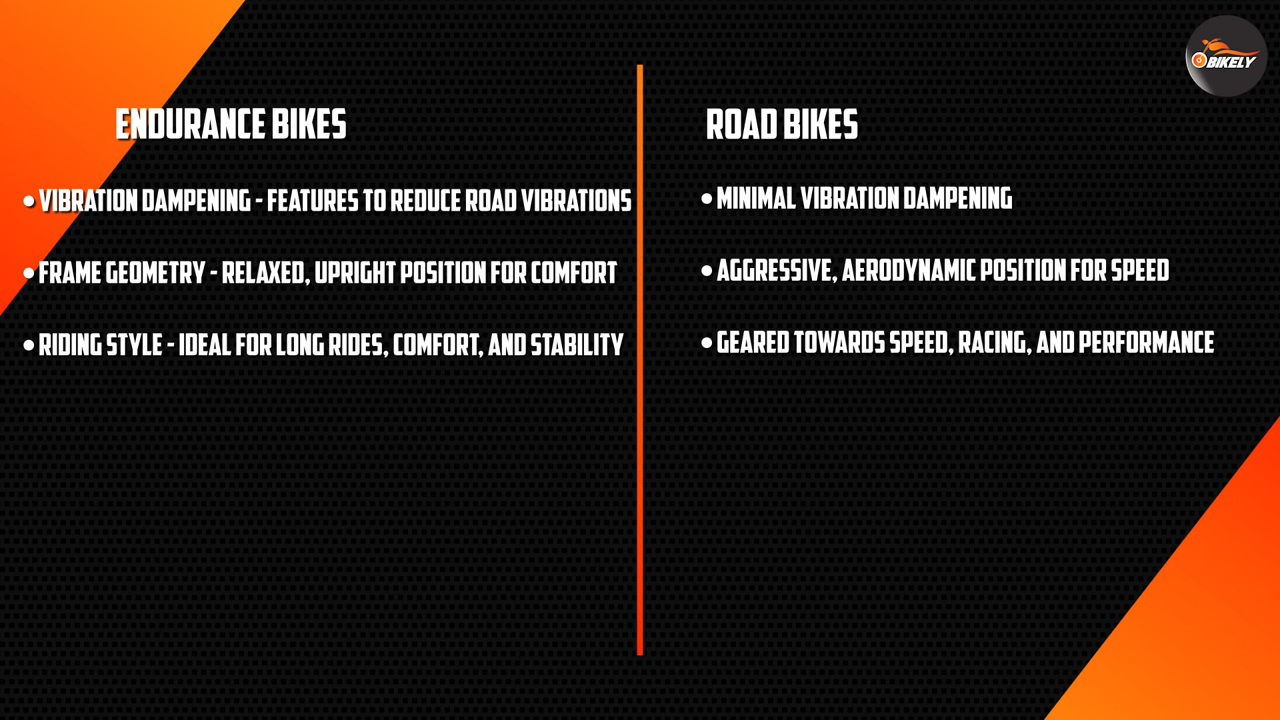 BIKELY
ENDURANCE BIKES
• VIBRATION DAMPENING - FEATURES TO REDUCE ROAD VIBRATIONS
• FRAME GEOMETRY - RELAXED, UPRIGHT POSITION FOR COMFORT
• RIDING STYLE - IDEAL FOR LONG RIDES, COMFORT, AND STABILITY
ROAD BIKES
• MINIMAL VIBRATION DAMPENING
• AGGRESSIVE, AERODYNAMIC POSITION FOR SPEED
• GEARED TOWARDS SPEED, RACING, AND PERFORMANCE